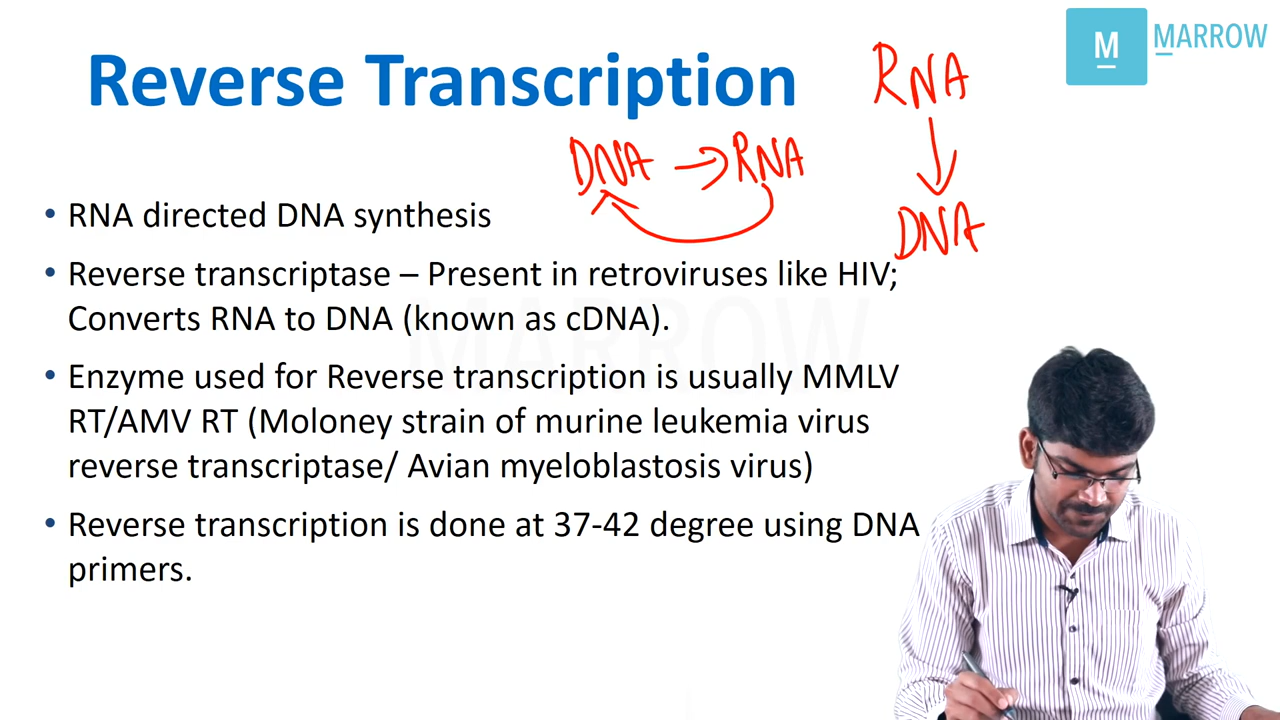 Reverse Transcription
RNA
M MARROW
DNA → RNA
DNA
• RNA directed DNA synthesis
• Reverse transcriptase – Present in retroviruses like HIV;
Converts RNA to DNA (known as cDNA).
MARROW
• Enzyme used for Reverse transcription is usually MMLV
RT/AMV RT (Moloney strain of murine leukemia virus
reverse transcriptase/ Avian myeloblastosis virus)
• Reverse transcription is done at 37-42 degree using DNA
primers.